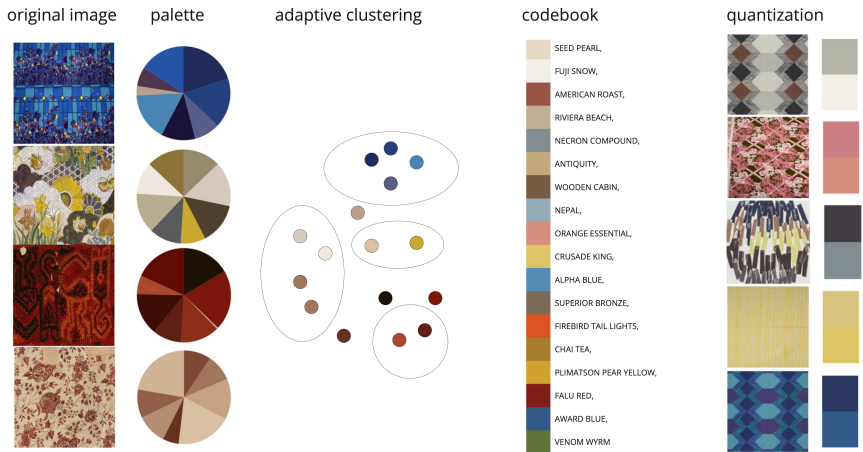 original image
palette
adaptive clustering
codebook
quantization
SEED PEARL,
FUJI SNOW,
AMERICAN ROAST,
RIVIERA BEACH,
NECRON COMPOUND,
ANTIQUITY,
WOODEN CABIN,
NEPAL,
ORANGE ESSENTIAL,
CRUSADE KING,
ALPHA BLUE,
SUPERIOR BRONZE,
FIREBIRD TAIL LIGHTS,
CHAI TEA,
PLIMATSON PEAR YELLOW,
FALU RED,
AWARD BLUE,
VENOM WYRM